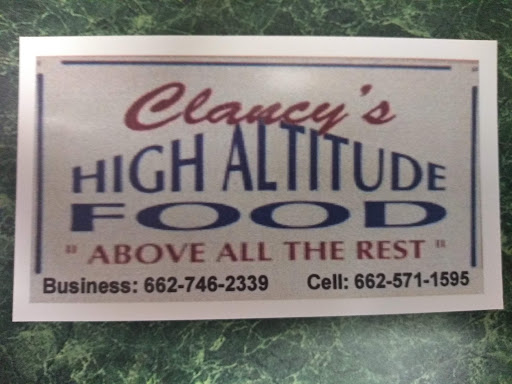 Clancy's
HIGH ALTITUDE
FOOD
" ABOVE ALL THE REST "
Business: 662-746-2339 Cell: 662-571-1595